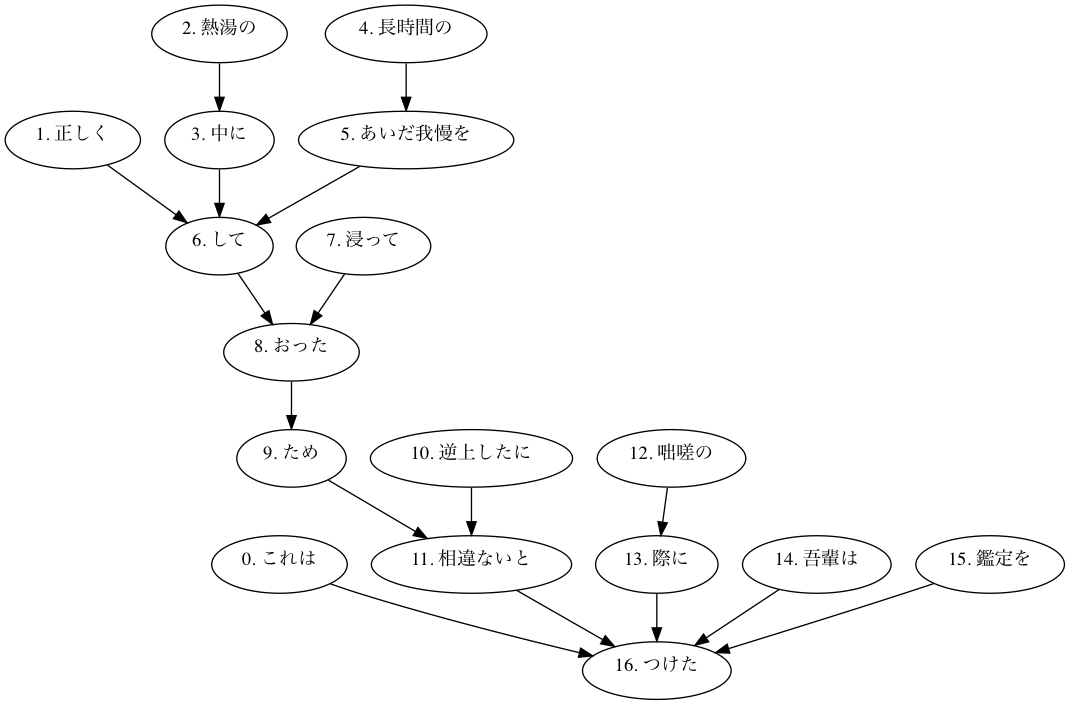 2. 熱湯の
4. 長時間の
1. 正しく
3. 中に
5. あいだ我慢を
6. して
7. 浸って
8. おった
9. ため
10. 逆上したに
12. 咄嗟の
0. これは
11. 相違ないと
13. 際に
14. 吾輩は
15. 鑑定を
16. つけた